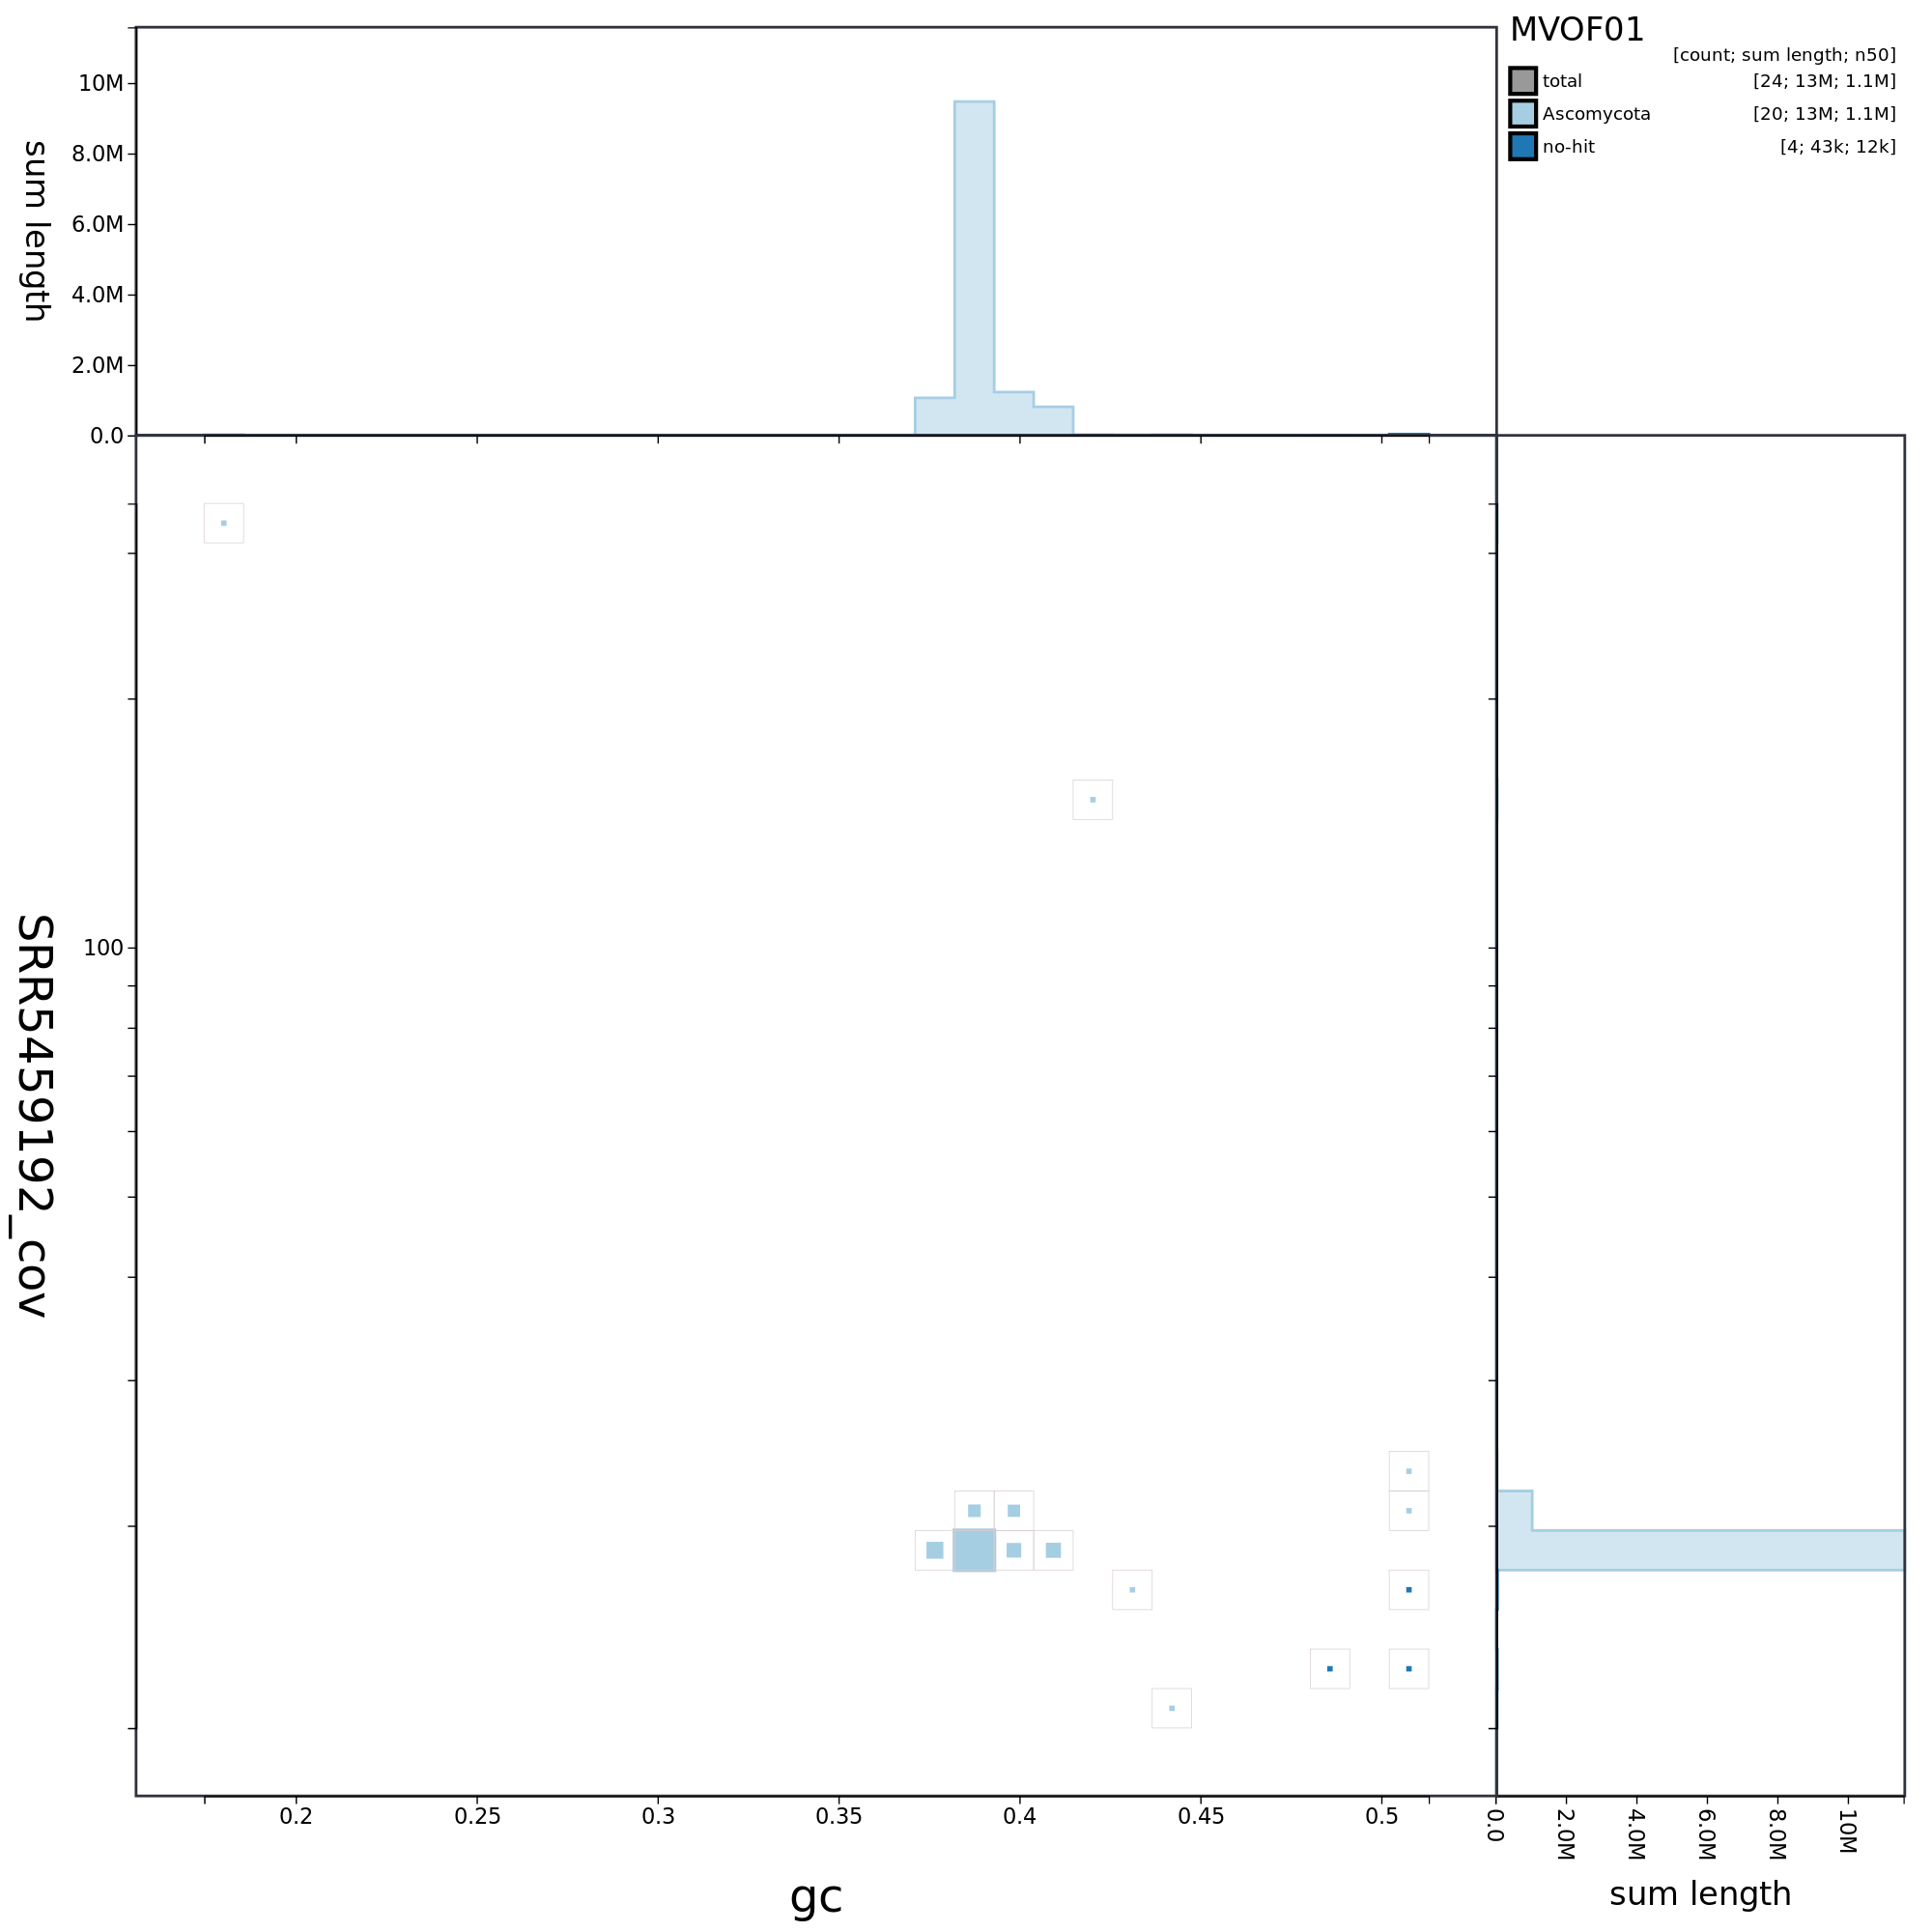 MVOF01
[count; sum length; n50]
total [24; 13M; 1.1M]
Ascomycota [20; 13M; 1.1M]
no-hit [4; 43k; 12k]
sum length
10M
8.0M
6.0M
4.0M
2.0M
0.0
SRR5459192_cov
100
0.2 0.25 0.3 0.35 0.4 0.45 0.5
gc
0.0 2.0M 4.0M 6.0M 8.0M 10M
sum length